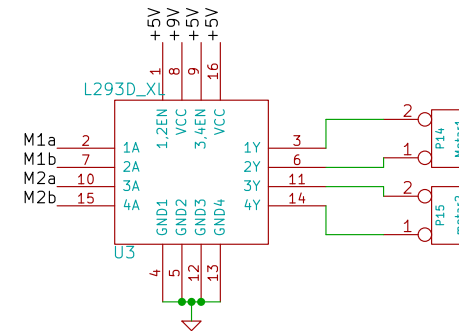 +5V +9V +5V +5V
1 8 9 16
L293D_XL
1,2EN VCC 3,4EN VCC
M1a 2 1A 1Y 3 2
M1b 7 2A 2Y 6 1 P14 Motor1
M2a 10 3A 3Y 11 2
M2b 15 4A 4Y 14 1 P15 motor2
GND1 GND2 GND3 GND4
U3
4 5 12 13